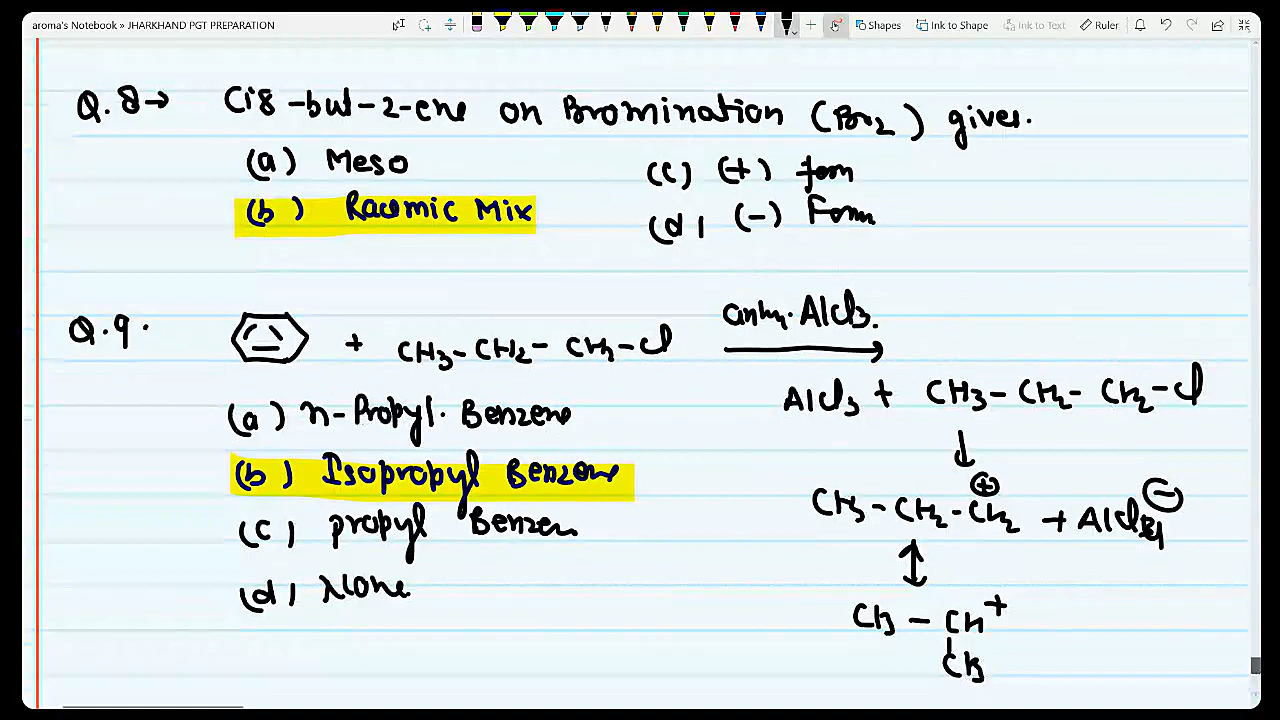 aroma's Notebook » JHARKHAND PGT PREPARATION
Shapes Ink to Shape Ink to Text Ruler
Q.8→ Cis-but-2-ene on Bromination (Br2) gives.
(a) Meso (c) (+) form
(b) Racemic Mix (d) (-) Form
Q.9. + CH3-CH2-CH2-Cl anhy. AlCl3.
AlCl3 + CH3-CH2-CH2-Cl
(a) n-Propyl. Benzene
(b) Isopropyl Benzene
CH3-CH2-CH2 ⊕ + AlCl4 ⊖
(c) propyl Benzen
(d) None
CH3-CH+
CH3